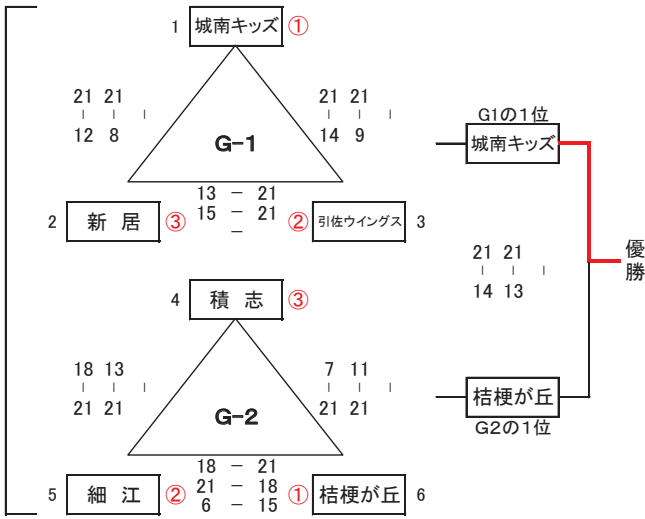 1 城南キッズ ①
21 21
| | |
12 8
21 21
| | |
14 9
G-1
13 － 21
15 － 21
－
2 新 居 ③
② 引佐ウイングス 3
G1の1位
城南キッズ
21 21
| | |
14 13
優勝
4 積 志 ③
18 13
| | |
21 21
7 11
| | |
21 21
G-2
18 － 21
21 － 18
6 － 15
5 細 江 ②
① 桔梗が丘 6
桔梗が丘
G2の1位